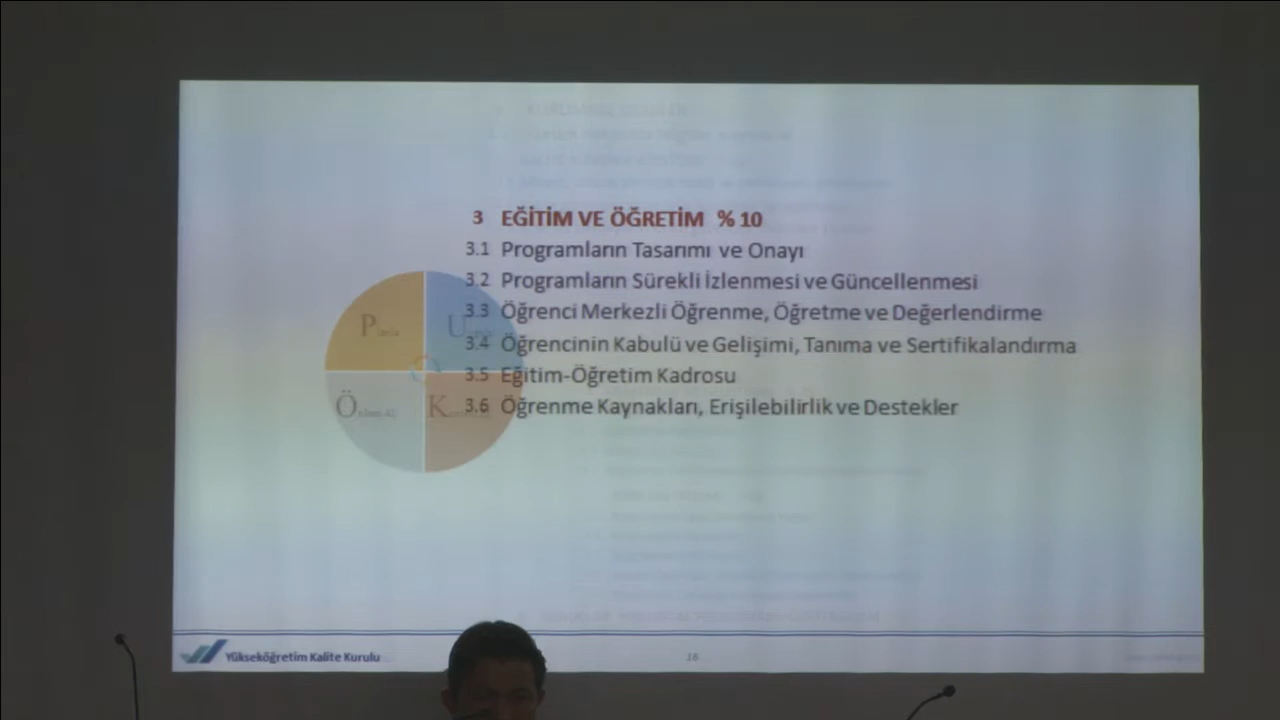 3 EĞİTİM VE ÖĞRETİM % 10
3.1 Programların Tasarımı ve Onayı
3.2 Programların Sürekli İzlenmesi ve Güncellenmesi
3.3 Öğrenci Merkezli Öğrenme, Öğretme ve Değerlendirme
3.4 Öğrencinin Kabulü ve Gelişimi, Tanıma ve Sertifikalandırma
3.5 Eğitim-Öğretim Kadrosu
3.6 Öğrenme Kaynakları, Erişilebilirlik ve Destekler
P
U
Ö
K
Yükseköğretim Kalite Kurulu